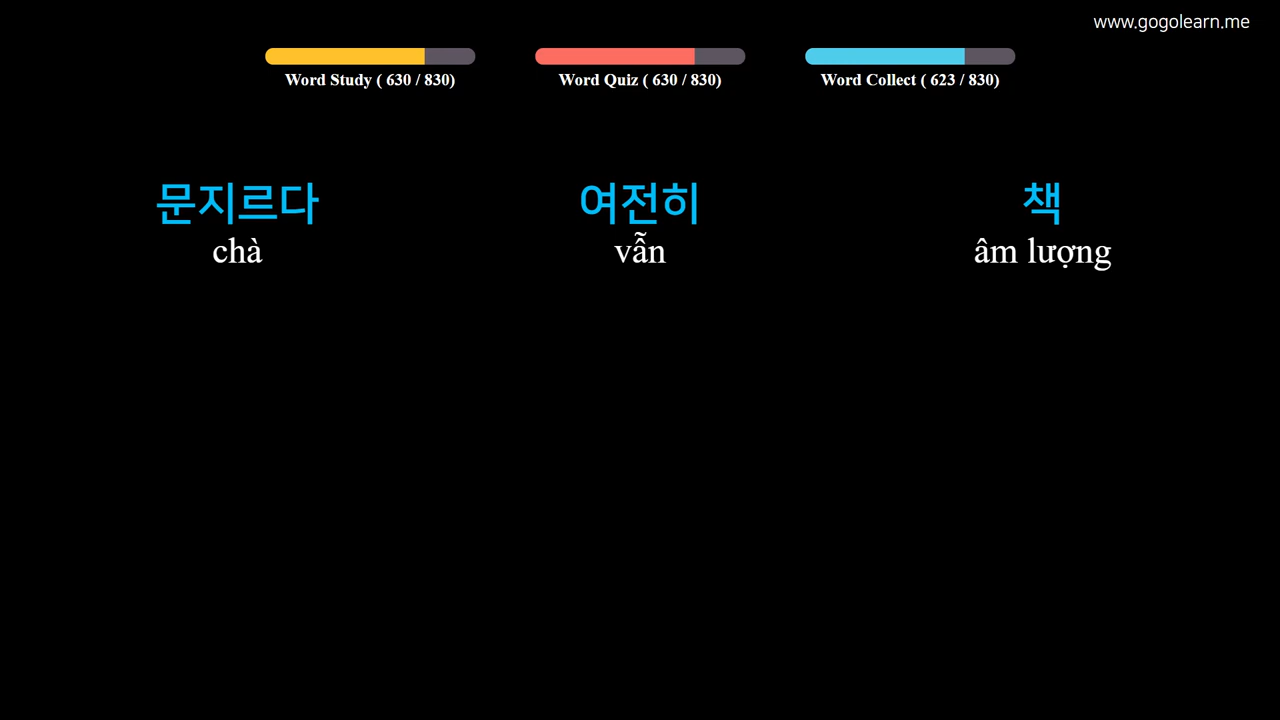 www.gogolearn.me
Word Study ( 630 / 830)
Word Quiz ( 630 / 830)
Word Collect ( 623 / 830)
문지르다
여전히
책
chà
vẫn
âm lượng